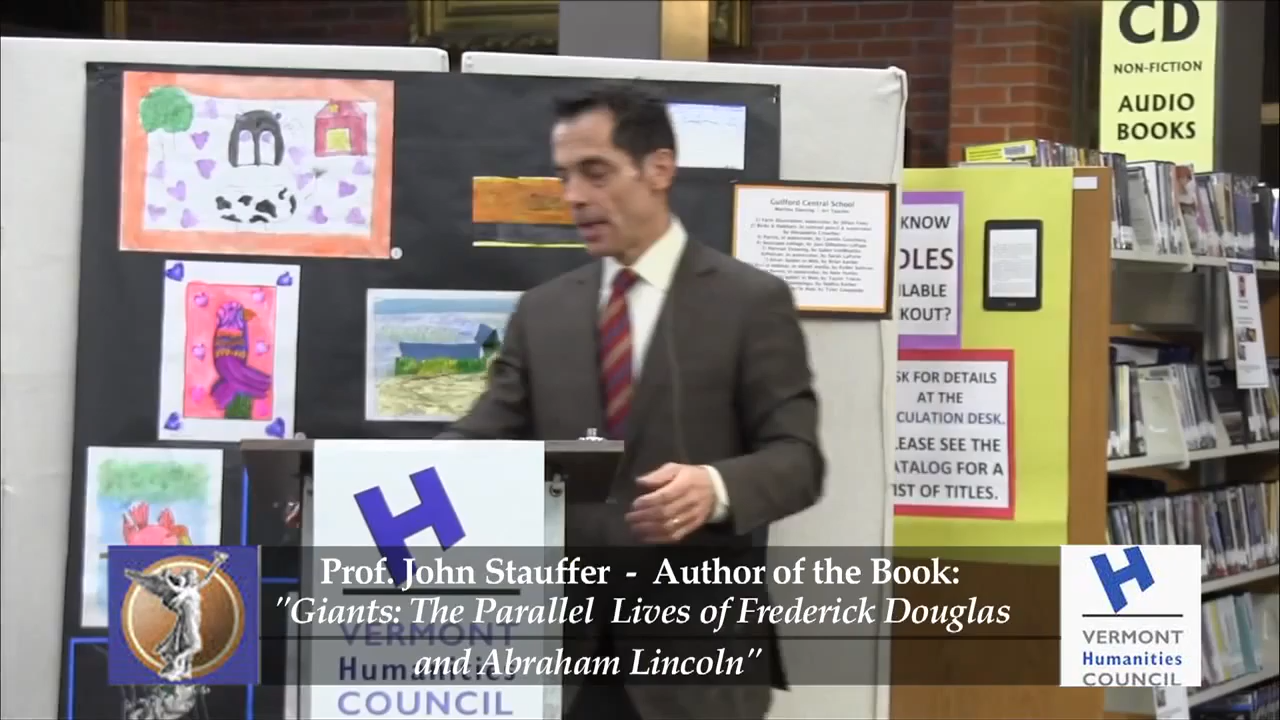 CD
NON-FICTION
AUDIO
BOOKS
Guilford Central School
KNOW
DLES
ILABLE
KOUT?
SK FOR DETAILS
AT THE
CULATION DESK.
LEASE SEE THE
ATALOG FOR A
IST OF TITLES.
H
Prof. John Stauffer - Author of the Book:
"Giants: The Parallel Lives of Frederick Douglas
and Abraham Lincoln"
VERMONT
Humanities
COUNCIL
H
VERMONT
Humanities
COUNCIL